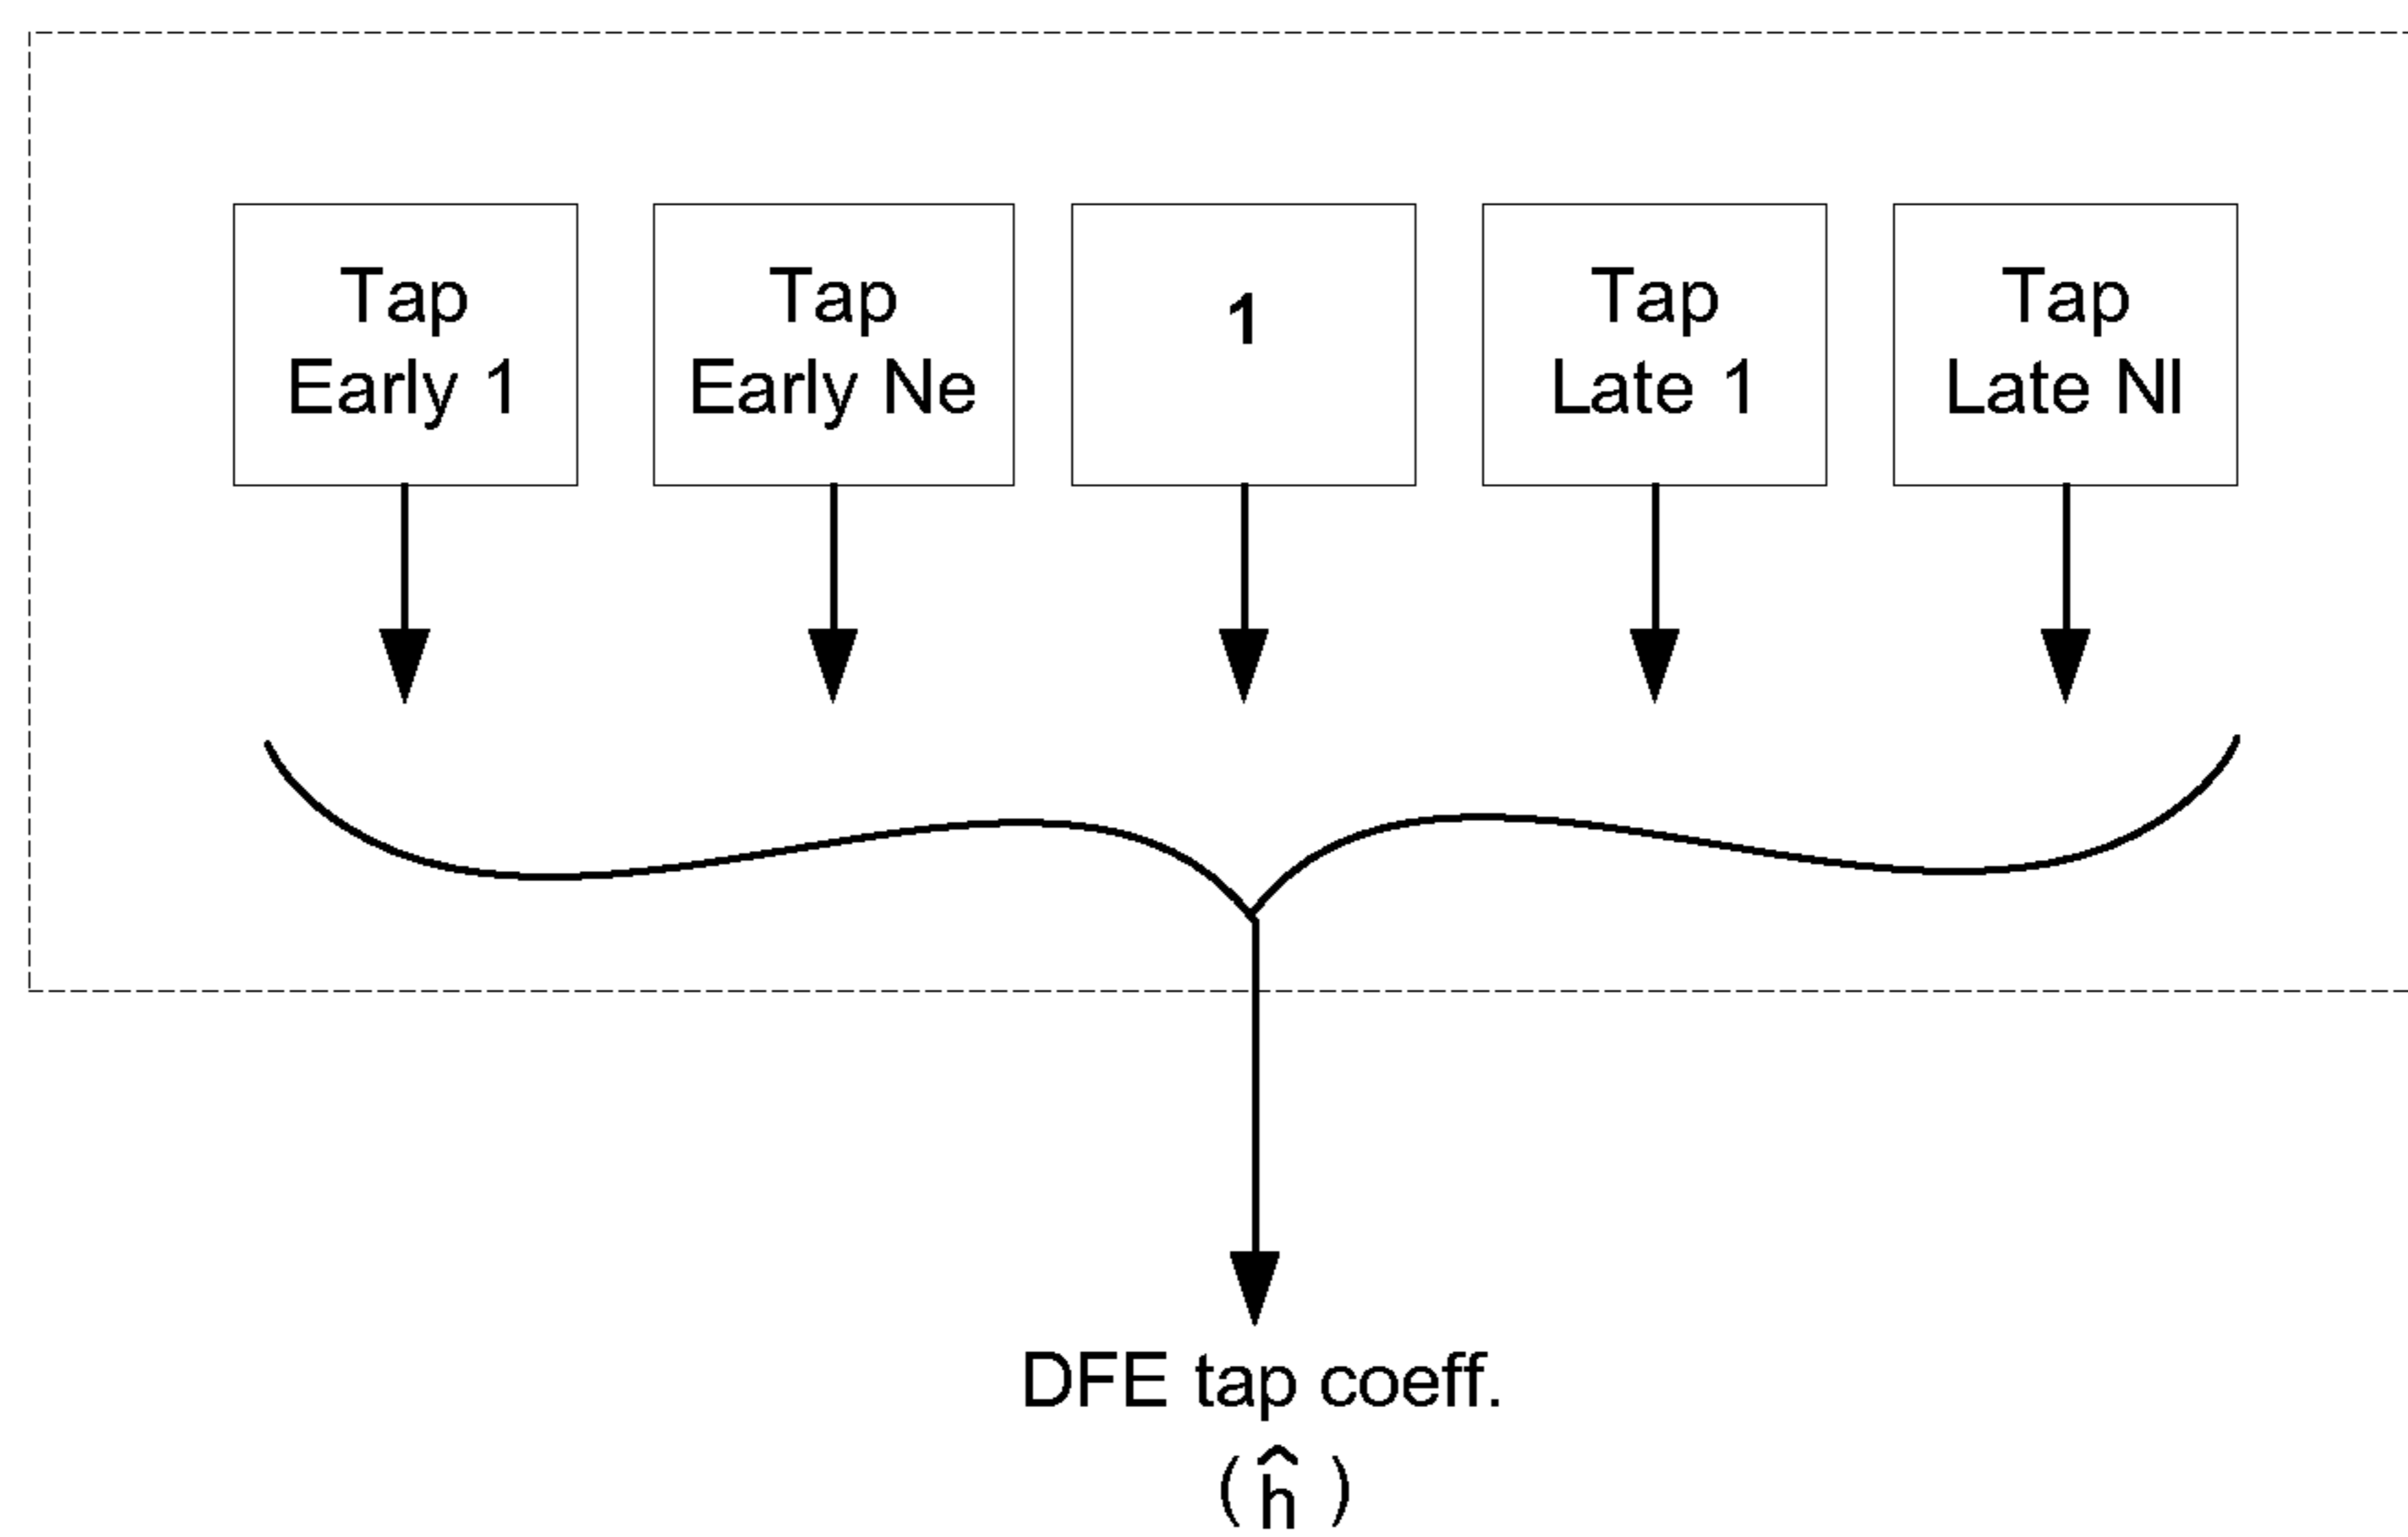 Tap
Early 1
Tap
Early Ne
1
Tap
Late 1
Tap
Late Nl
DFE tap coeff.
( ĥ )